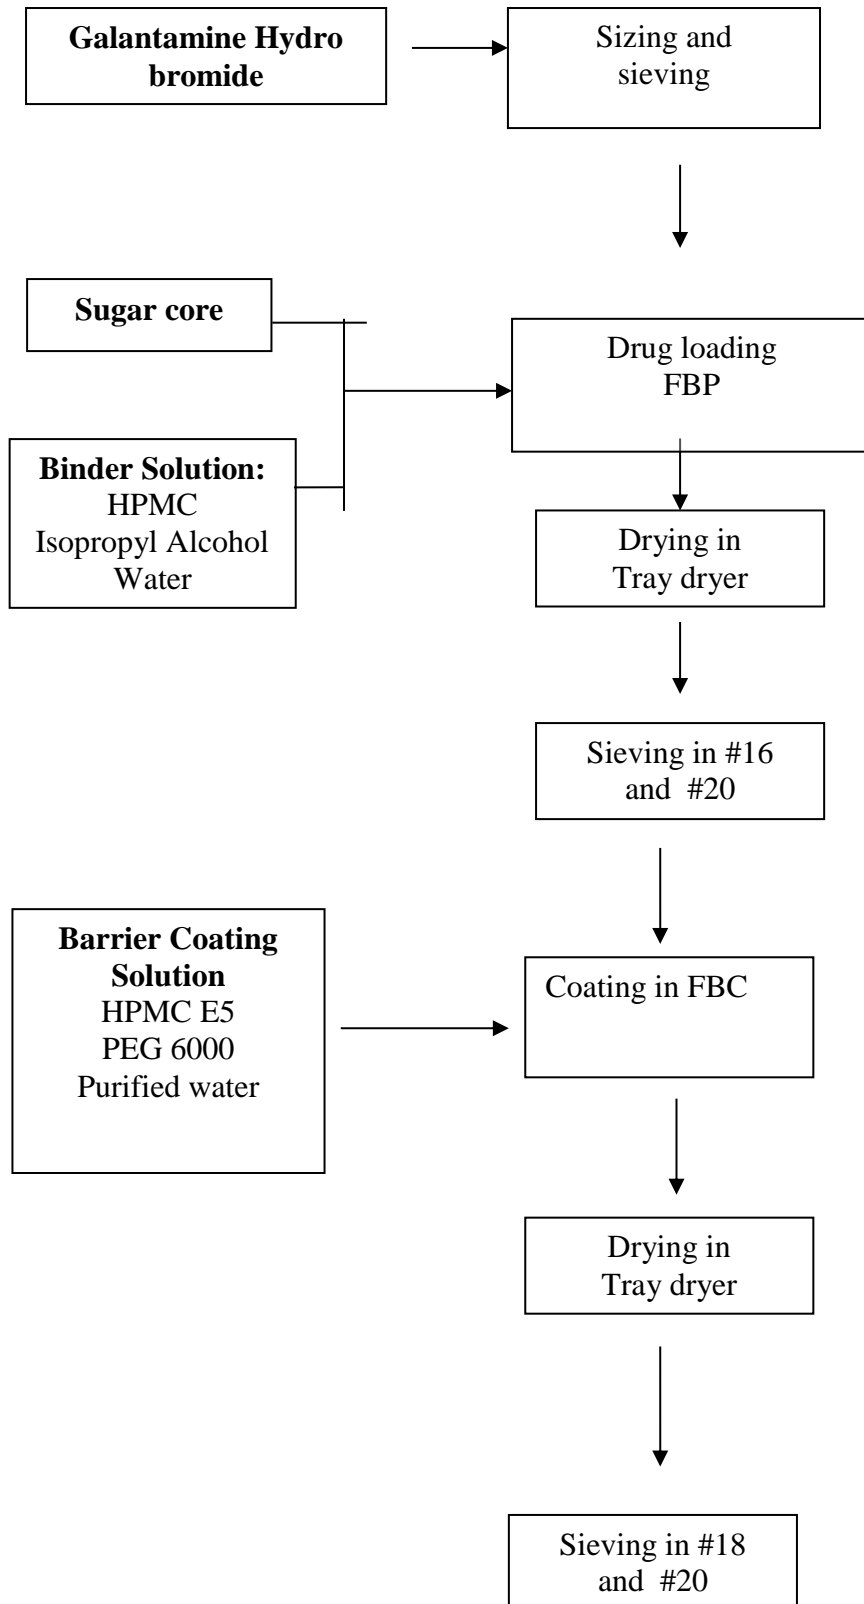 Galantamine Hydro
bromide
Sizing and
sieving
Sugar core
Drug loading
FBP
Binder Solution:
HPMC
Isopropyl Alcohol
Water
Drying in
Tray dryer
Sieving in #16
and #20
Barrier Coating
Solution
HPMC E5
PEG 6000
Purified water
Coating in FBC
Drying in
Tray dryer
Sieving in #18
and #20